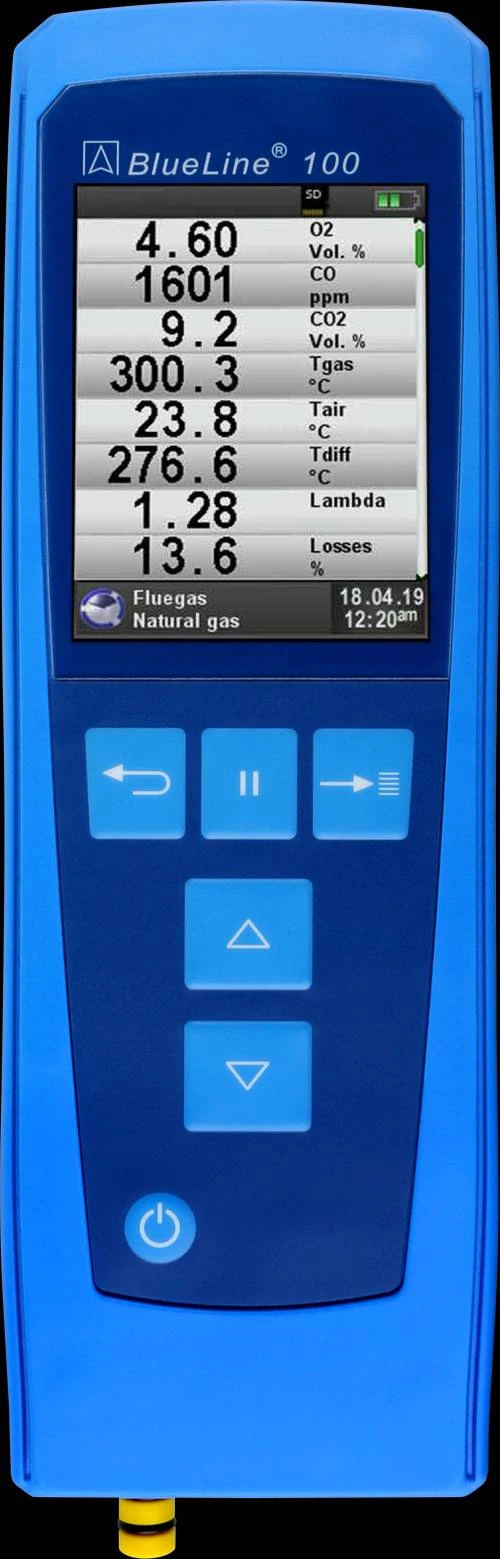 BlueLine® 100
SD
4.60 O2
Vol. %
1601 CO
ppm
9.2 CO2
Vol. %
300.3 Tgas
°C
23.8 Tair
°C
276.6 Tdiff
°C
1.28 Lambda
13.6 Losses
%
Fluegas 18.04.19
Natural gas 12:20am